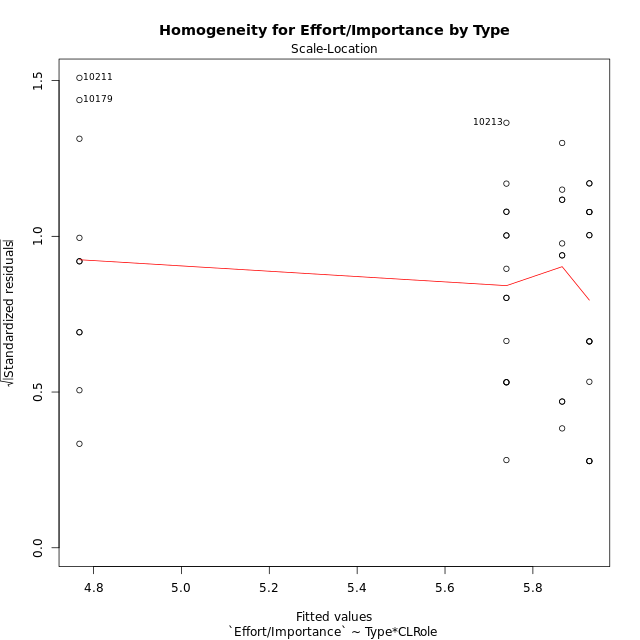 Homogeneity for Effort/Importance by Type
Scale-Location
10211
10179
10213
√|Standardized residuals|
1.5
1.0
0.5
0.0
4.8 5.0 5.2 5.4 5.6 5.8
Fitted values
`Effort/Importance` ~ Type*CLRole